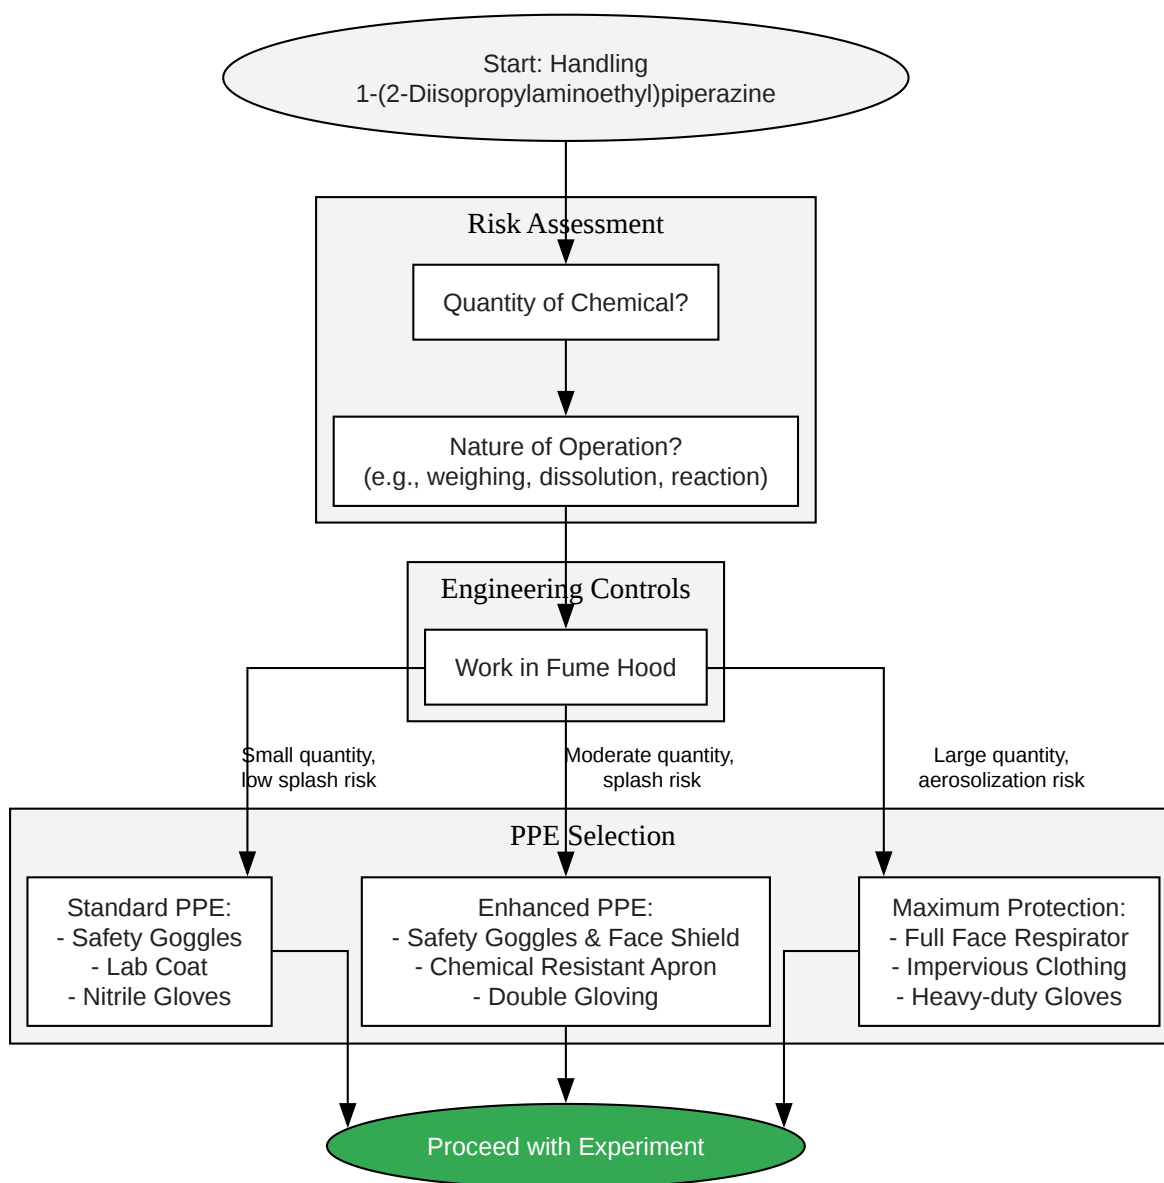 Start: Handling
1-(2-Diisopropylaminoethyl)piperazine
Risk Assessment
Quantity of Chemical?
Nature of Operation?
(e.g., weighing, dissolution, reaction)
Engineering Controls
Work in Fume Hood
Small quantity,
low splash risk
Moderate quantity,
splash risk
Large quantity,
aerosolization risk
PPE Selection
Standard PPE:
- Safety Goggles
- Lab Coat
- Nitrile Gloves
Enhanced PPE:
- Safety Goggles & Face Shield
- Chemical Resistant Apron
- Double Gloving
Maximum Protection:
- Full Face Respirator
- Impervious Clothing
- Heavy-duty Gloves
Proceed with Experiment